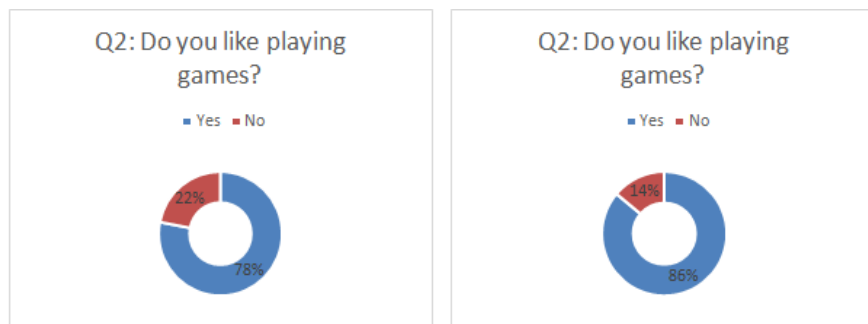 Q2: Do you like playing
games?
Yes No
22%
78%
Q2: Do you like playing
games?
Yes No
14%
86%